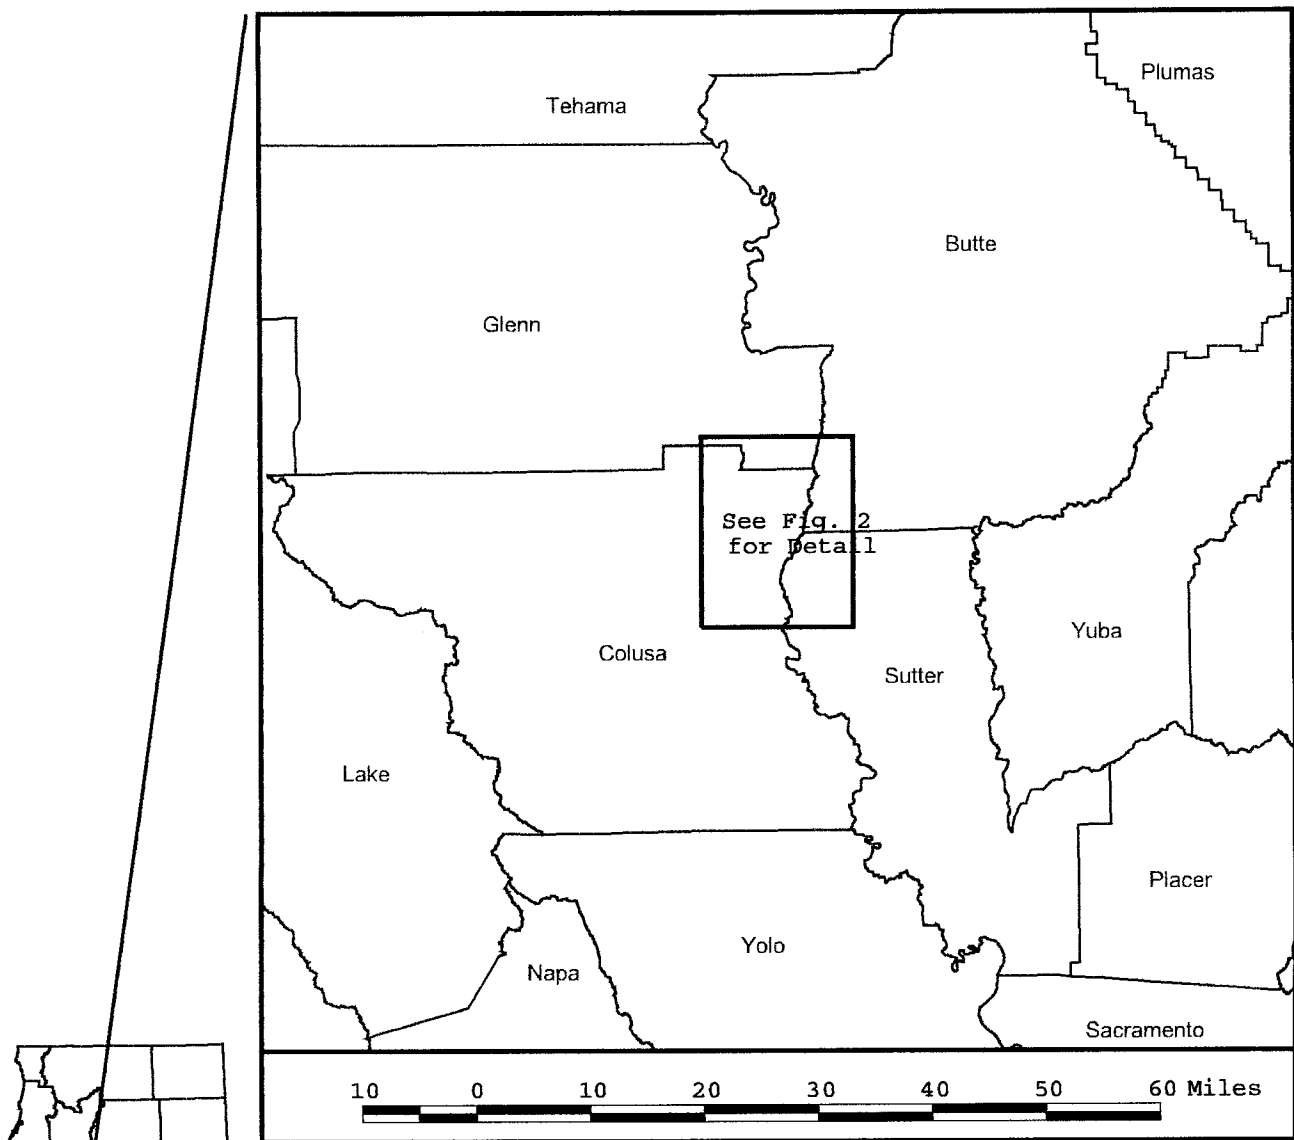 Plumas
Tehama
Butte
Glenn
See Fig. 2
for Detail
Yuba
Colusa
Sutter
Lake
Placer
Yolo
Napa
Sacramento
10 0 10 20 30 40 50 60 Miles